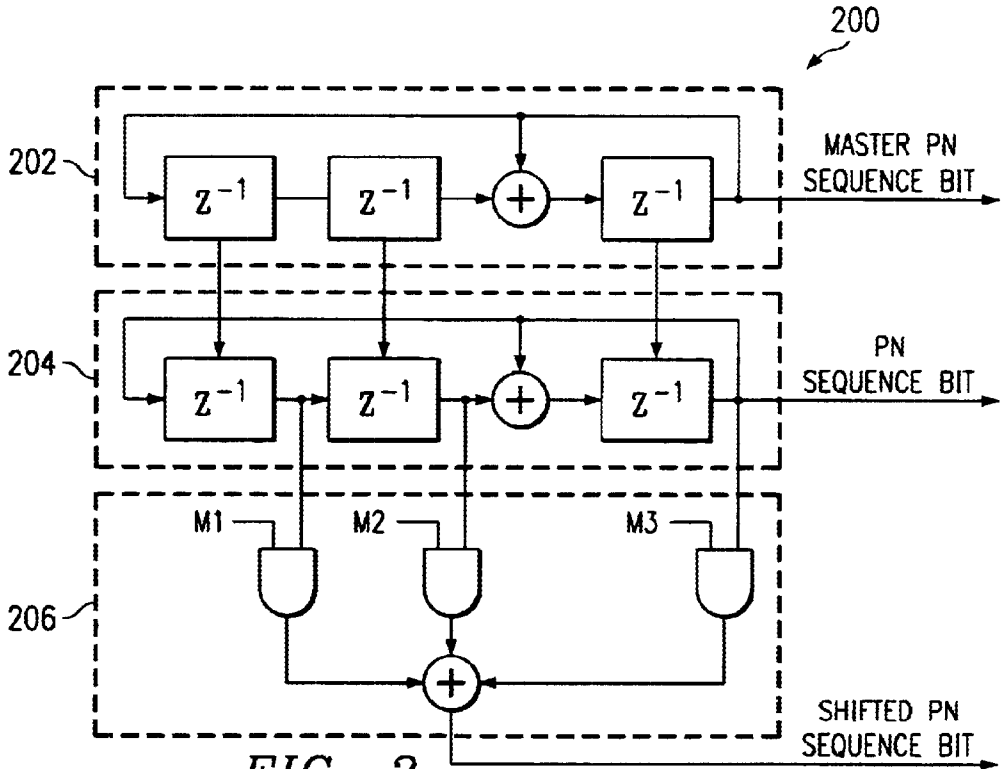 200
202
MASTER PN
SEQUENCE BIT
Z⁻¹ Z⁻¹ + Z⁻¹
204
PN
SEQUENCE BIT
Z⁻¹ Z⁻¹ + Z⁻¹
M1 M2 M3
206
+
SHIFTED PN
SEQUENCE BIT
FIG.